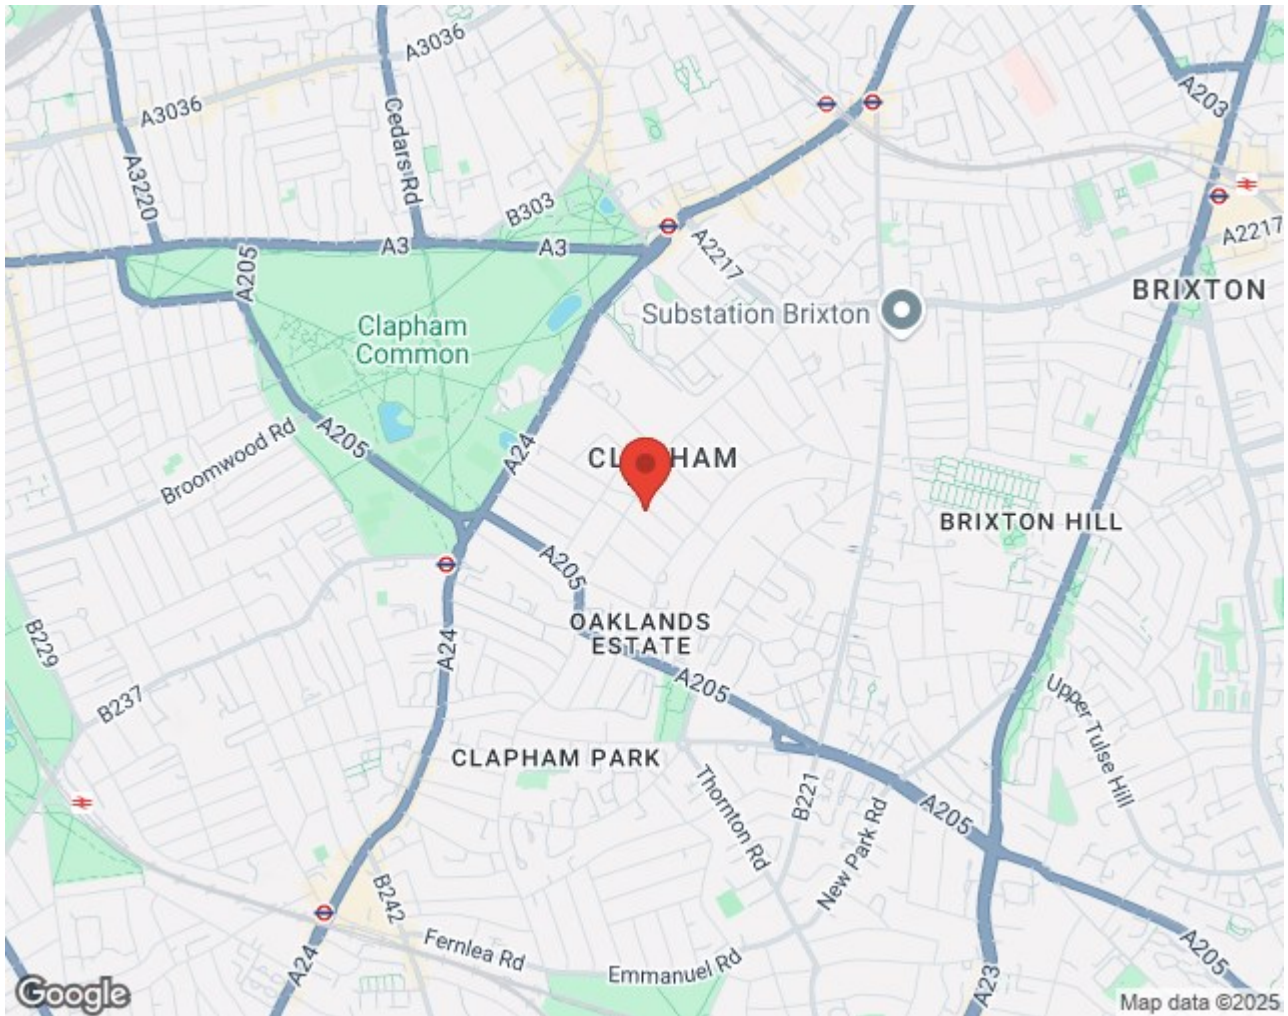 A3036
A3036
A203
Cedars Rd
A3220
B303
A3
A3
A2217
A2217
A205
BRIXTON
Substation Brixton
Clapham
Common
A205
A24
Broomwood Rd
BRIXTON HILL
A205
OAKLANDS
ESTATE
B229
A24
A205
B237
Upper Tulse Hill
CLAPHAM PARK
Thornton Rd
B221
New Park Rd
A205
B242
Fernlea Rd
Emmanuel Rd
A24
A23
A205
Google
Map data ©2025